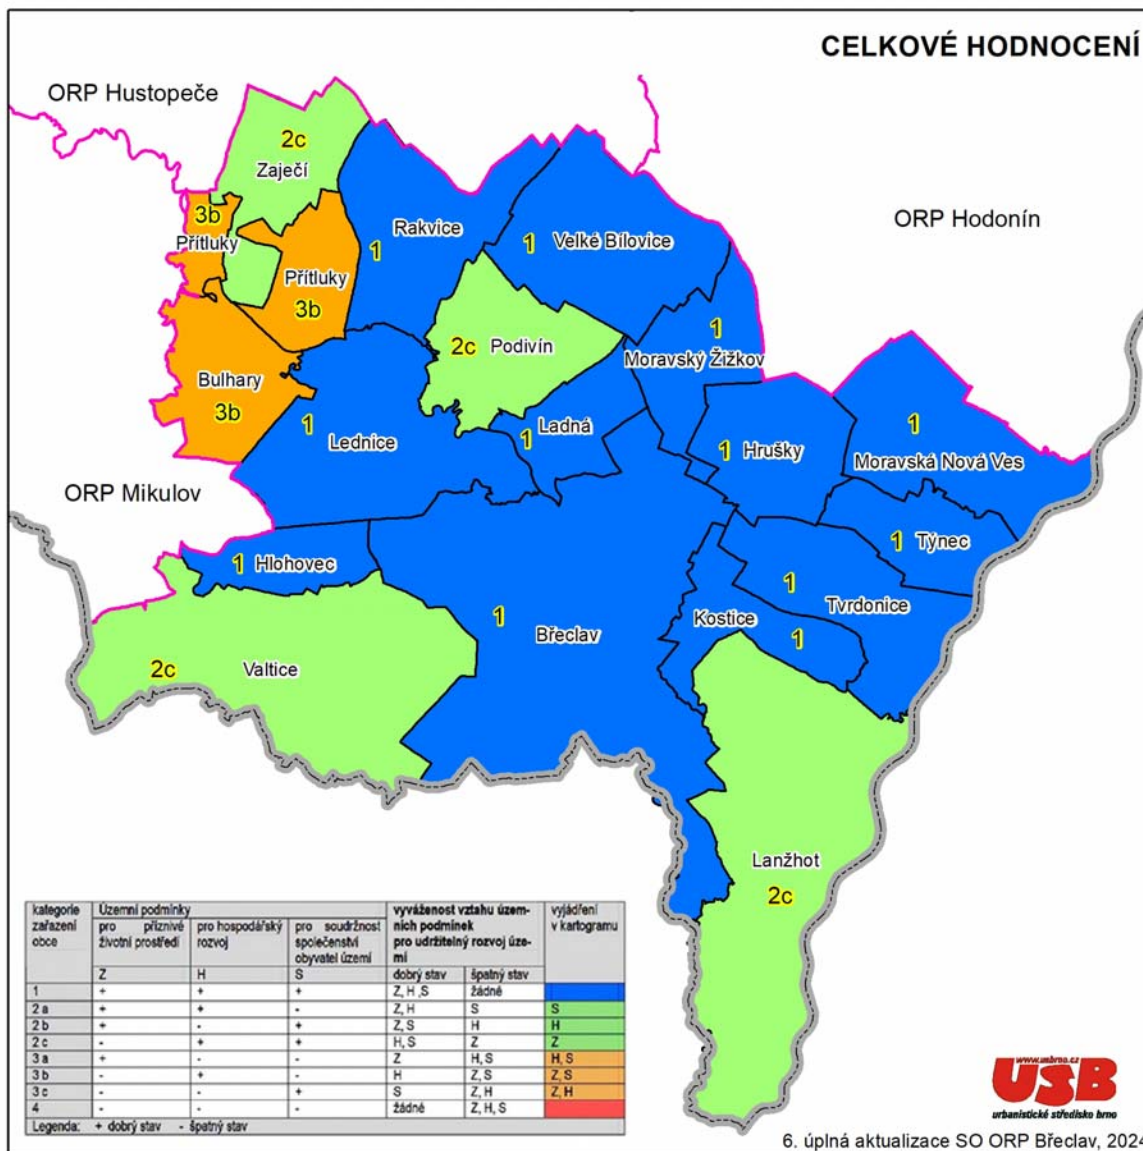 CELKOVÉ HODNOCENÍ
ORP Hustopeče
2c
Zaječí
3b
Přítluky
Rakvice
1
Velké Bílovice
1
ORP Hodonín
Přítluky
3b
2c Podivín
1
Moravský Žižkov
Bulhary
3b
1
Lednice
Ladná
1
1
Hrušky
1
Moravská Nová Ves
ORP Mikulov
1 Týnec
1 Hlohovec
1
Tvrdonice
Kostice
1
1
Břeclav
2c
Valtice
Lanžhot
2c
kategorie zařazení obce
Územní podmínky
vyváženost vztahu územ-
ních podmínek
pro udržitelný rozvoj úze-
mí
vyjádření
v kartogramu
pro příznivé
životní prostředí
pro hospodářský
rozvoj
pro soudržnost
společenství
obyvatel území
Z H S dobrý stav špatný stav
1 + + + Z, H ,S žádné
2 a + + - Z, H S S
2 b + - + Z, S H H
2 c - + + H, S Z Z
3 a + - - Z H, S H, S
3 b - + - H Z, S Z, S
3 c - - + S Z, H Z, H
4 - - - žádné Z, H, S
Legenda: + dobrý stav - špatný stav
www.usbrno.cz
USB
urbanistické středisko brno
6. úplná aktualizace SO ORP Břeclav, 2024